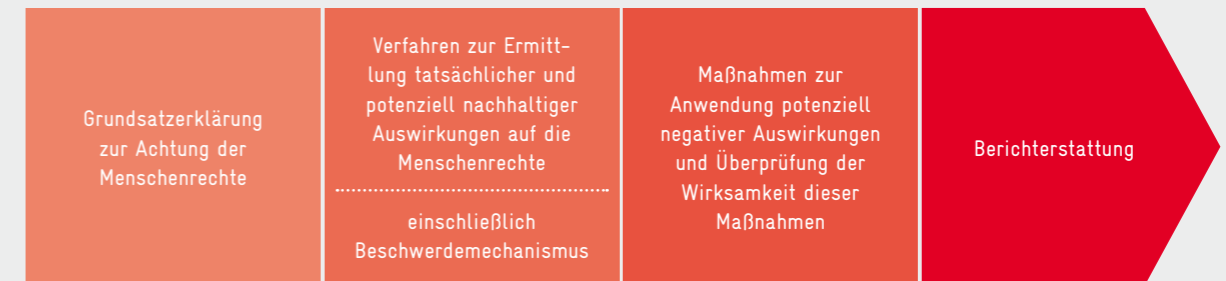 Grundsatzerklärung
zur Achtung der
Menschenrechte
Verfahren zur Ermitt-
lung tatsächlicher und
potenziell nachhaltiger
Auswirkungen auf die
Menschenrechte
einschließlich
Beschwerdemechanismus
Maßnahmen zur
Anwendung potenziell
negativer Auswirkungen
und Überprüfung der
Wirksamkeit dieser
Maßnahmen
Berichterstattung